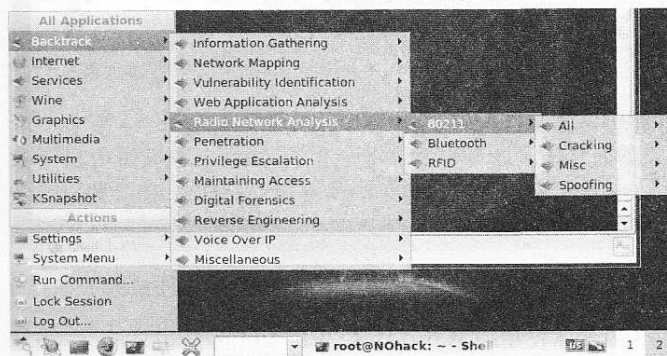 All Applications
Backtrack
Internet
Services
Wine
Graphics
Multimedia
System
Utilities
KSnapshot
Actions
Settings
System Menu
Run Command...
Lock Session
Log Out...
Information Gathering
Network Mapping
Vulnerability Identification
Web Application Analysis
Radio Network Analysis
Penetration
Privilege Escalation
Maintaining Access
Digital Forensics
Reverse Engineering
Voice Over IP
Miscellaneous
80211
Bluetooth
RFID
All
Cracking
Misc
Spoofing
root@NOhack: ~ - Shell
US
1 2